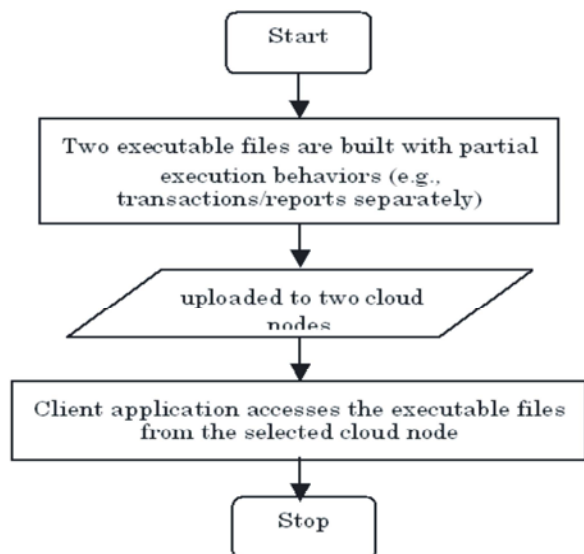 Start
Two executable files are built with partial
execution behaviors (e.g.,
transactions/reports separately)
uploaded to two cloud
nodes
Client application accesses the executable files
from the selected cloud node
Stop